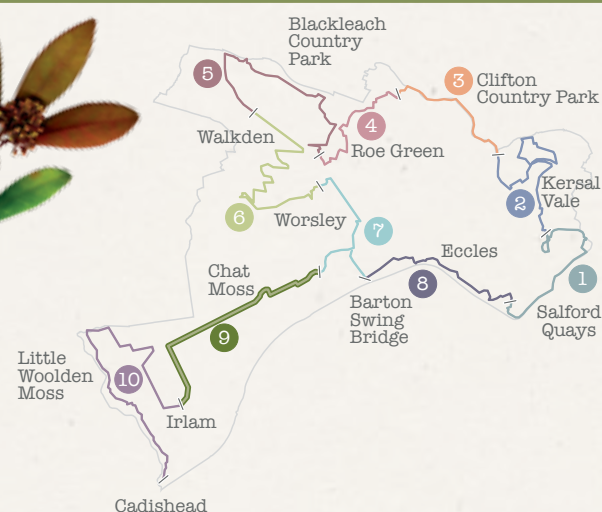 Blackleach
Country
Park
5
3
Clifton
Country Park
4
Walkden
Roe Green
Kersal
Vale
2
6
Worsley
7
Eccles
Chat
Moss
1
8
Barton
Swing
Bridge
Salford
Quays
9
Little
Woolden
Moss
10
Irlam
Cadishead